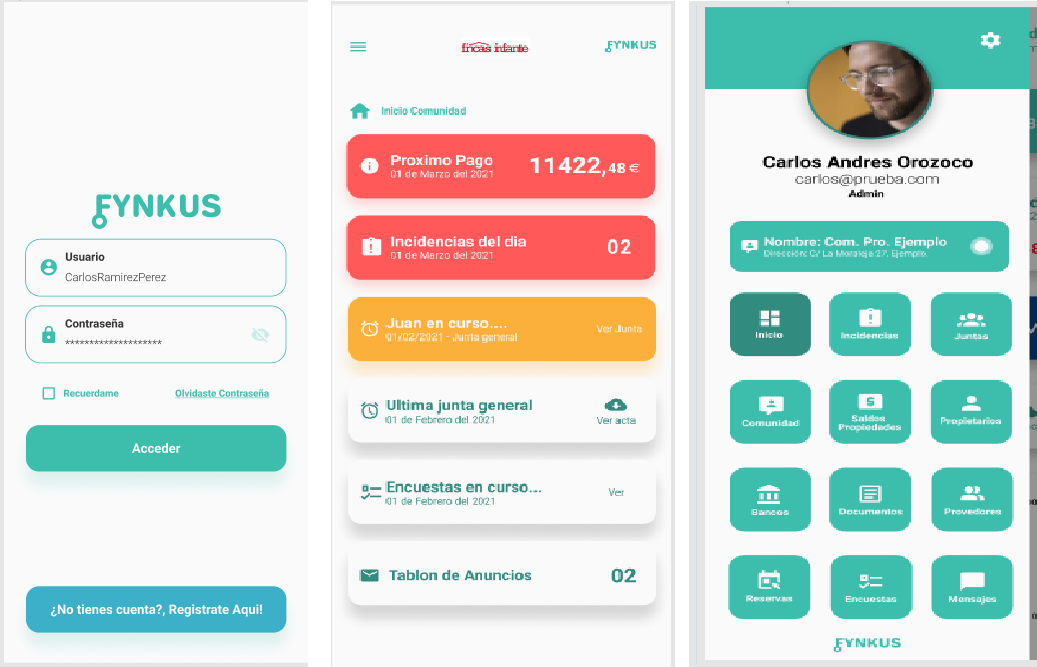 FYNKUS
Usuario
CarlosRamirezPerez
Contraseña
********************
Recuerdame
Olvidaste Contraseña
Acceder
¿No tienes cuenta?, Registrate Aqui!
fincas infante
FYNKUS
Inicio Comunidad
Proximo Pago
01 de Marzo del 2021
11422,48 €
Incidencias del dia
01 de Marzo del 2021
02
Juan en curso....
01/02/2021 - Junta general
Ver Junta
Ultima junta general
01 de Febrero del 2021
Ver acta
Encuestas en curso...
01 de Febrero del 2021
Ver
Tablon de Anuncios
02
Carlos Andres Orozoco
carlos@prueba.com
Admin
Nombre: Com. Pro. Ejemplo
Dirección: C/ La Moraleja 27, Ejemplo.
Inicio
Incidencias
Juntas
Comunidad
Saldos
Propiedades
Propietarios
Bancos
Documentos
Provedores
Reservas
Encuestas
Mensajes
FYNKUS